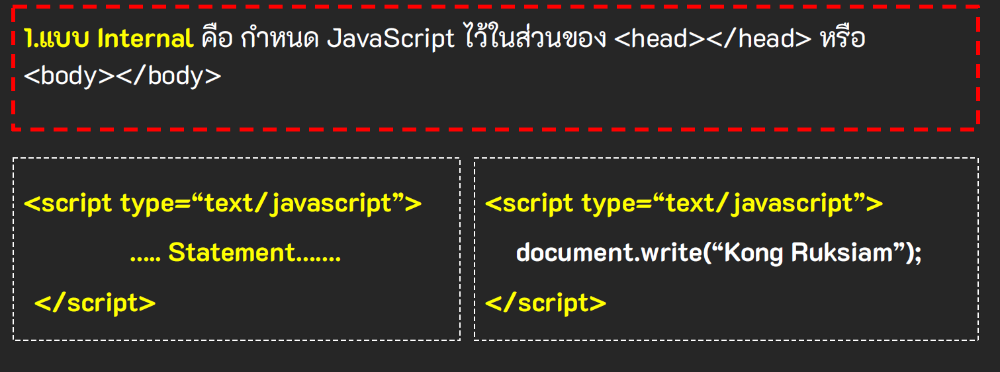 1.แบบ Internal คือ กำหนด JavaScript ไว้ในส่วนของ <head></head> หรือ
<body></body>
<script type=“text/javascript”>
..... Statement.......
</script>
<script type=“text/javascript”>
document.write(“Kong Ruksiam”);
</script>